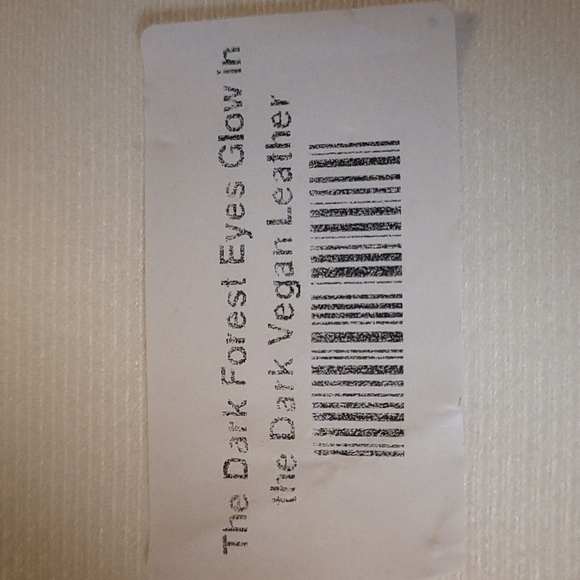 The Dark Forest Eyes Glow in
the Dark Vegan Leather